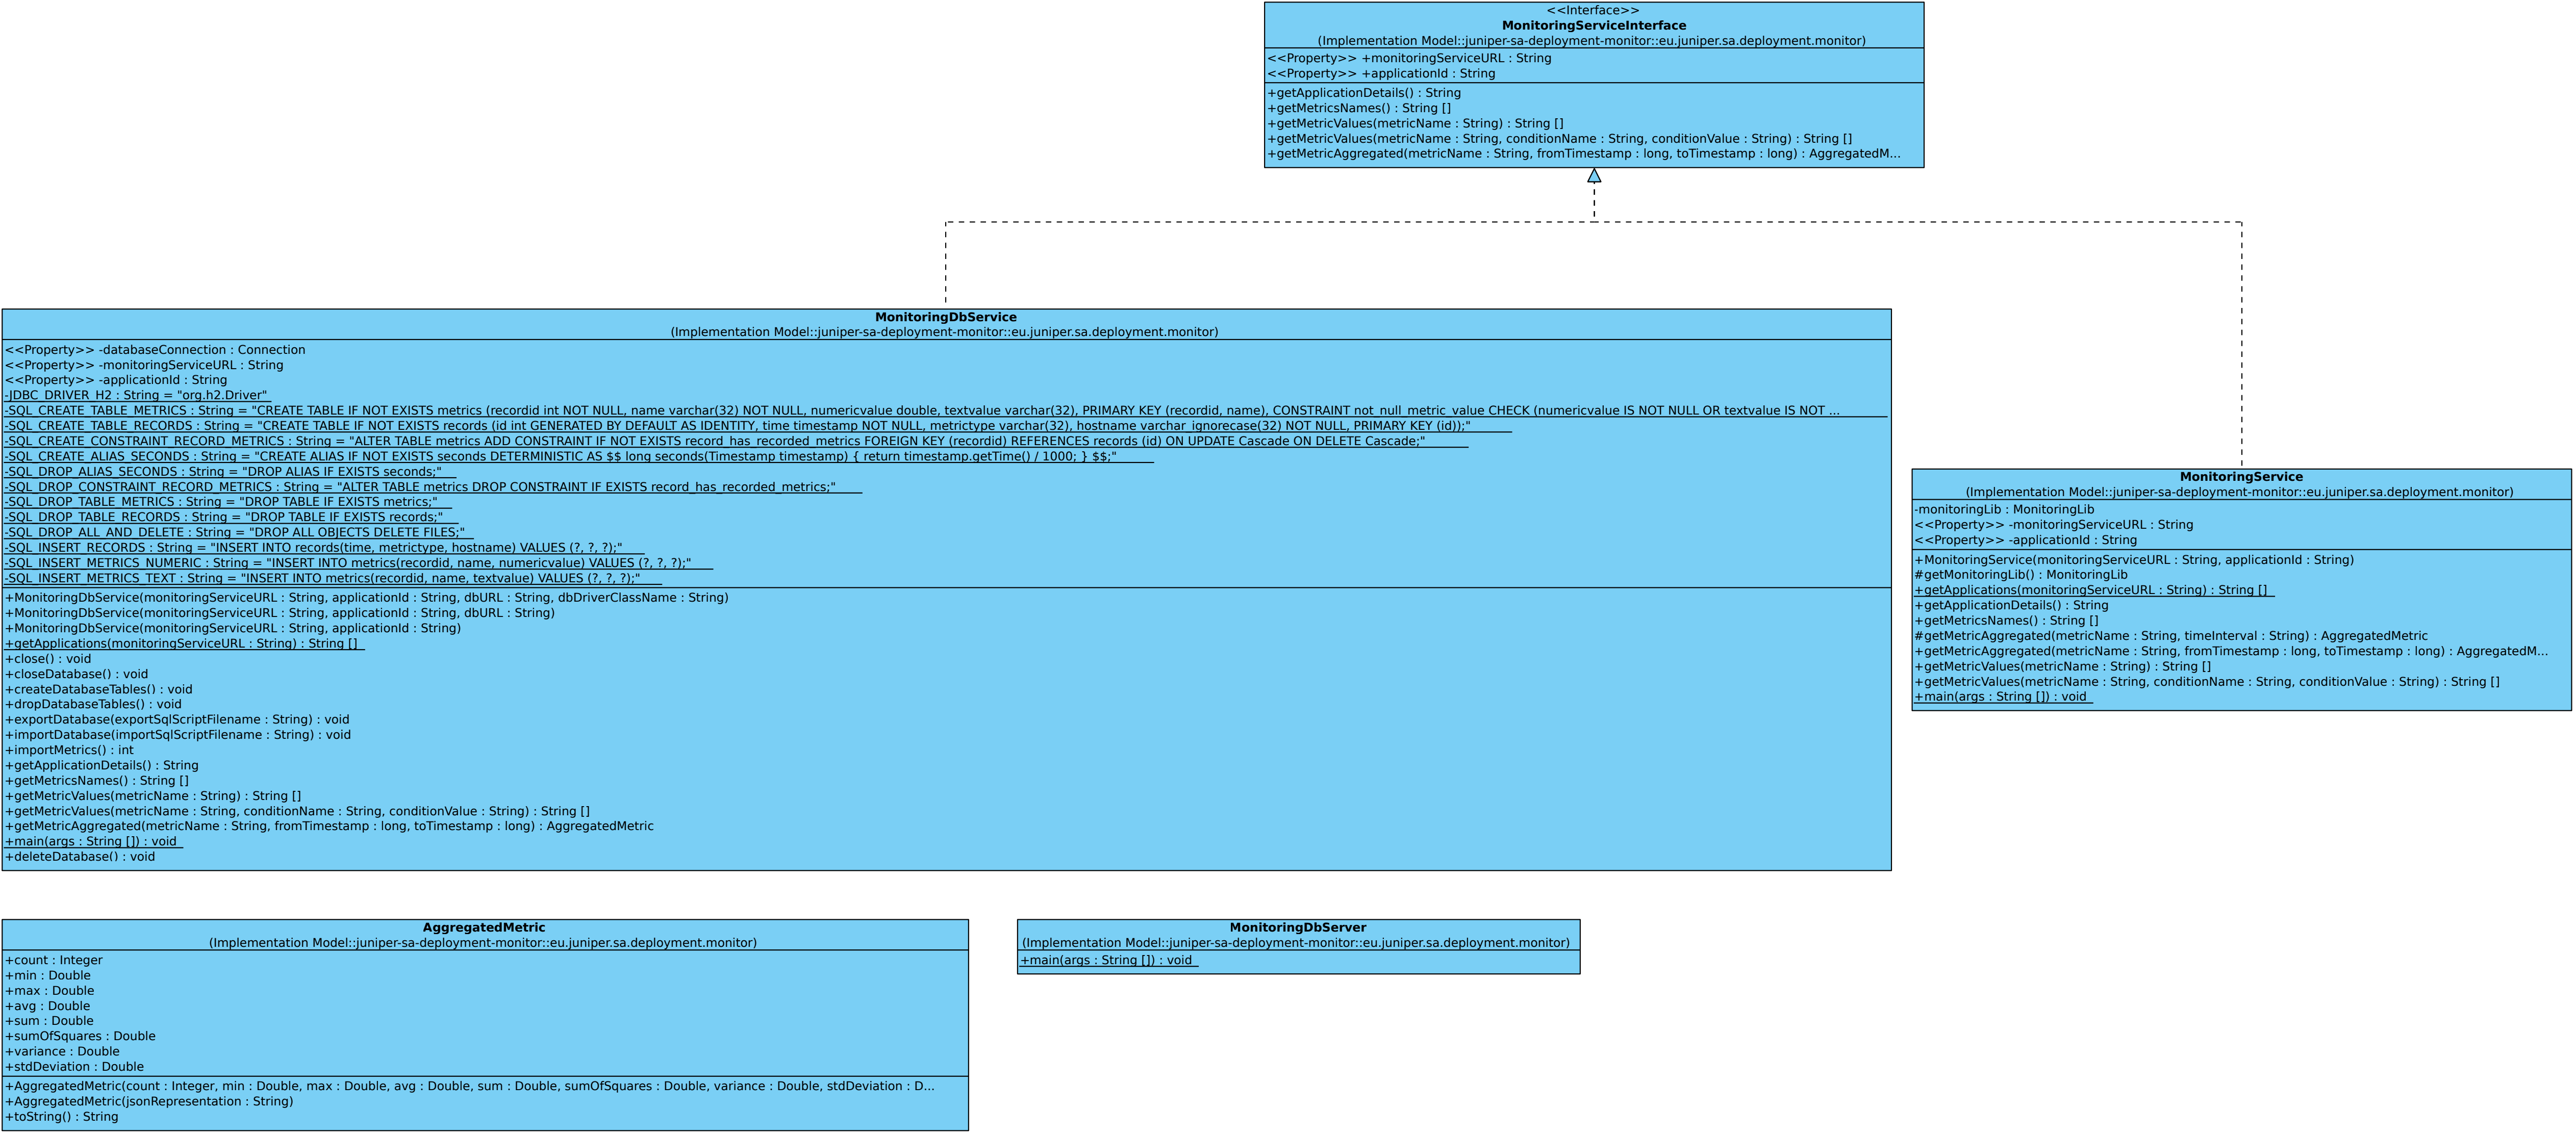 <<Interface>>
MonitoringServiceInterface
(Implementation Model::juniper-sa-deployment-monitor::eu.juniper.sa.deployment.monitor)
<<Property>> +monitoringServiceURL : String
<<Property>> +applicationId : String
+getApplicationDetails() : String
+getMetricsNames() : String []
+getMetricValues(metricName : String) : String []
+getMetricValues(metricName : String, conditionName : String, conditionValue : String) : String []
+getMetricAggregated(metricName : String, fromTimestamp : long, toTimestamp : long) : AggregatedM...
MonitoringDbService
(Implementation Model::juniper-sa-deployment-monitor::eu.juniper.sa.deployment.monitor)
<<Property>> -databaseConnection : Connection
<<Property>> -monitoringServiceURL : String
<<Property>> -applicationId : String
-JDBC_DRIVER_H2 : String = "org.h2.Driver"
-SQL_CREATE_TABLE_METRICS : String = "CREATE TABLE IF NOT EXISTS metrics (recordid int NOT NULL, name varchar(32) NOT NULL, numericvalue double, textvalue varchar(32), PRIMARY KEY (recordid, name), CONSTRAINT not_null_metric_value CHECK (numericvalue IS NOT NULL OR textvalue IS NOT ...
-SQL_CREATE_TABLE_RECORDS : String = "CREATE TABLE IF NOT EXISTS records (id int GENERATED BY DEFAULT AS IDENTITY, time timestamp NOT NULL, metrictype varchar(32), hostname varchar_ignorecase(32) NOT NULL, PRIMARY KEY (id));"
-SQL_CREATE_CONSTRAINT_RECORD_METRICS : String = "ALTER TABLE metrics ADD CONSTRAINT IF NOT EXISTS record_has_recorded_metrics FOREIGN KEY (recordid) REFERENCES records (id) ON UPDATE Cascade ON DELETE Cascade;"
-SQL_CREATE_ALIAS_SECONDS : String = "CREATE ALIAS IF NOT EXISTS seconds DETERMINISTIC AS $$ long seconds(Timestamp timestamp) { return timestamp.getTime() / 1000; } $$;"
-SQL_DROP_ALIAS_SECONDS : String = "DROP ALIAS IF EXISTS seconds;"
-SQL_DROP_CONSTRAINT_RECORD_METRICS : String = "ALTER TABLE metrics DROP CONSTRAINT IF EXISTS record_has_recorded_metrics;"
-SQL_DROP_TABLE_METRICS : String = "DROP TABLE IF EXISTS metrics;"
-SQL_DROP_TABLE_RECORDS : String = "DROP TABLE IF EXISTS records;"
-SQL_DROP_ALL_AND_DELETE : String = "DROP ALL OBJECTS DELETE FILES;"
-SQL_INSERT_RECORDS : String = "INSERT INTO records(time, metrictype, hostname) VALUES (?, ?, ?);"
-SQL_INSERT_METRICS_NUMERIC : String = "INSERT INTO metrics(recordid, name, numericvalue) VALUES (?, ?, ?);"
-SQL_INSERT_METRICS_TEXT : String = "INSERT INTO metrics(recordid, name, textvalue) VALUES (?, ?, ?);"
+MonitoringDbService(monitoringServiceURL : String, applicationId : String, dbURL : String, dbDriverClassName : String)
+MonitoringDbService(monitoringServiceURL : String, applicationId : String, dbURL : String)
+MonitoringDbService(monitoringServiceURL : String, applicationId : String)
+getApplications(monitoringServiceURL : String) : String []
+close() : void
+closeDatabase() : void
+createDatabaseTables() : void
+dropDatabaseTables() : void
+exportDatabase(exportSqlScriptFilename : String) : void
+importDatabase(importSqlScriptFilename : String) : void
+importMetrics() : int
+getApplicationDetails() : String
+getMetricsNames() : String []
+getMetricValues(metricName : String) : String []
+getMetricValues(metricName : String, conditionName : String, conditionValue : String) : String []
+getMetricAggregated(metricName : String, fromTimestamp : long, toTimestamp : long) : AggregatedMetric
+main(args : String []) : void
+deleteDatabase() : void
MonitoringService
(Implementation Model::juniper-sa-deployment-monitor::eu.juniper.sa.deployment.monitor)
-monitoringLib : MonitoringLib
<<Property>> -monitoringServiceURL : String
<<Property>> -applicationId : String
+MonitoringService(monitoringServiceURL : String, applicationId : String)
#getMonitoringLib() : MonitoringLib
+getApplications(monitoringServiceURL : String) : String []
+getApplicationDetails() : String
+getMetricsNames() : String []
#getMetricAggregated(metricName : String, timeInterval : String) : AggregatedMetric
+getMetricAggregated(metricName : String, fromTimestamp : long, toTimestamp : long) : AggregatedM...
+getMetricValues(metricName : String) : String []
+getMetricValues(metricName : String, conditionName : String, conditionValue : String) : String []
+main(args : String []) : void
AggregatedMetric
(Implementation Model::juniper-sa-deployment-monitor::eu.juniper.sa.deployment.monitor)
+count : Integer
+min : Double
+max : Double
+avg : Double
+sum : Double
+sumOfSquares : Double
+variance : Double
+stdDeviation : Double
+AggregatedMetric(count : Integer, min : Double, max : Double, avg : Double, sum : Double, sumOfSquares : Double, variance : Double, stdDeviation : D...
+AggregatedMetric(jsonRepresentation : String)
+toString() : String
MonitoringDbServer
(Implementation Model::juniper-sa-deployment-monitor::eu.juniper.sa.deployment.monitor)
+main(args : String []) : void